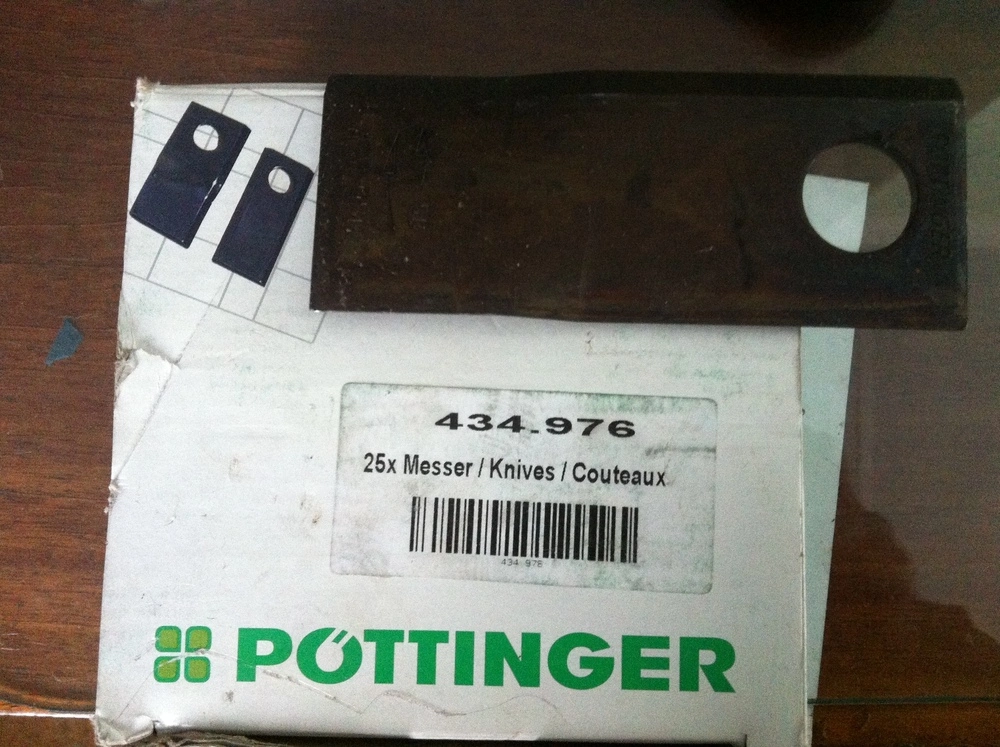 434.976
25x Messer / Knives / Couteaux
434 976
PÖTTINGER